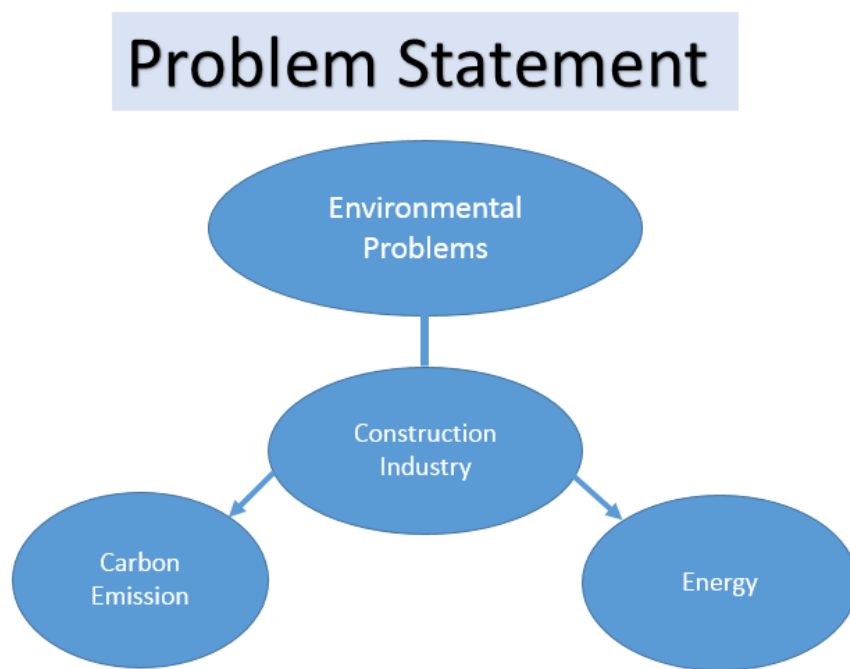 Problem Statement
Environmental
Problems
Construction
Industry
Carbon
Emission
Energy